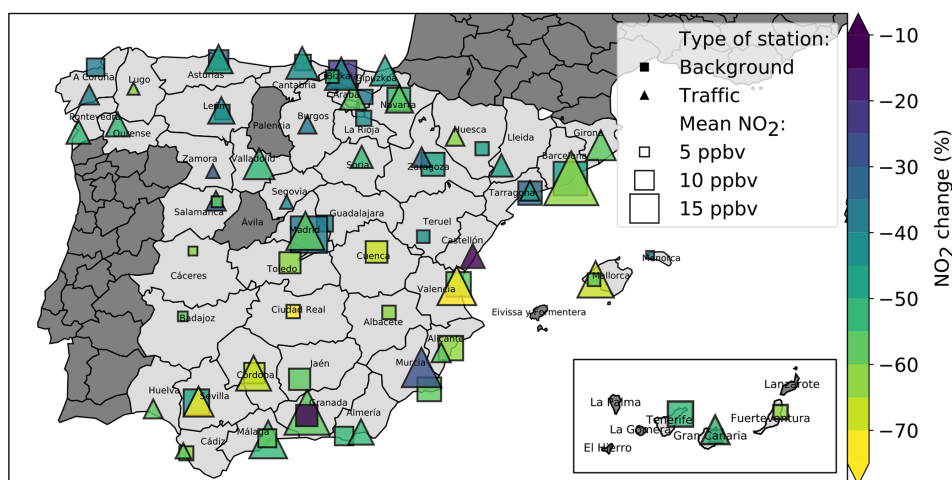 Type of station:
Background
Traffic
Mean NO2:
5 ppbv
10 ppbv
15 ppbv
−10
−20
−30
−40
−50
−60
−70
NO2 change (%)
A Coruña
Lugo
Asturias
Cantabria
Bizkaia
Gipuzkoa
Araba
Navarra
Pontevedra
Ourense
León
Palencia
Burgos
La Rioja
Huesca
Lleida
Girona
Barcelona
Zamora
Valladolid
Soria
Zaragoza
Tarragona
Salamanca
Segovia
Ávila
Guadalajara
Madrid
Teruel
Castellón
Menorca
Mallorca
Cáceres
Toledo
Cuenca
Valencia
Eivissa y Formentera
Badajoz
Ciudad Real
Albacete
Alicante
Huelva
Sevilla
Córdoba
Jaén
Murcia
Granada
Almería
Cádiz
Málaga
Lanzarote
La Palma
Tenerife
Fuerteventura
La Gomera
Gran Canaria
El Hierro